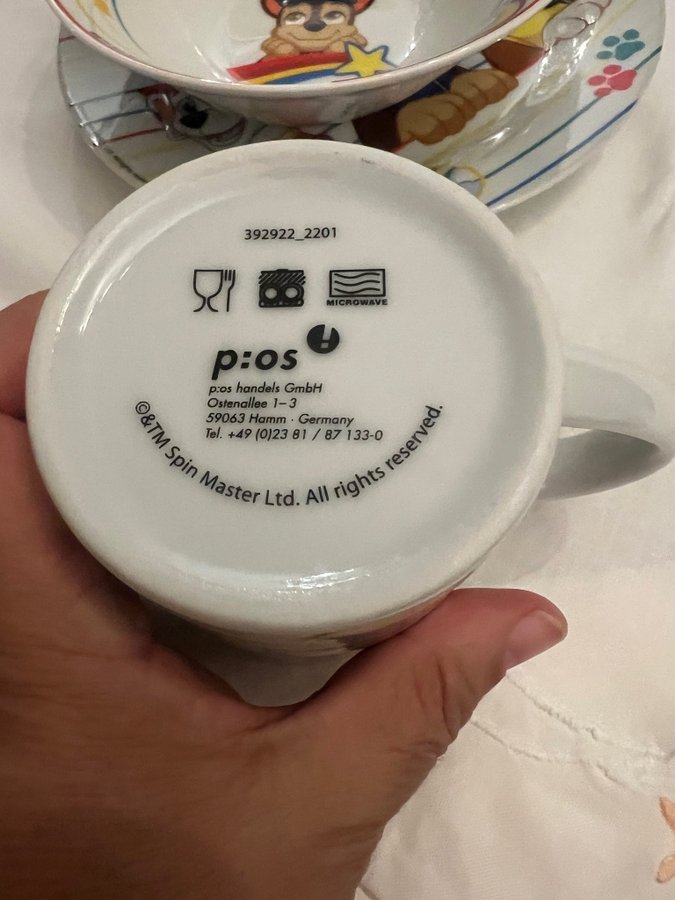 392922_2201
MICROWAVE
p:os
p:os handels GmbH
Ostenallee 1–3
59063 Hamm · Germany
Tel. +49 (0)23 81 / 87 133-0
©&TM Spin Master Ltd. All rights reserved.